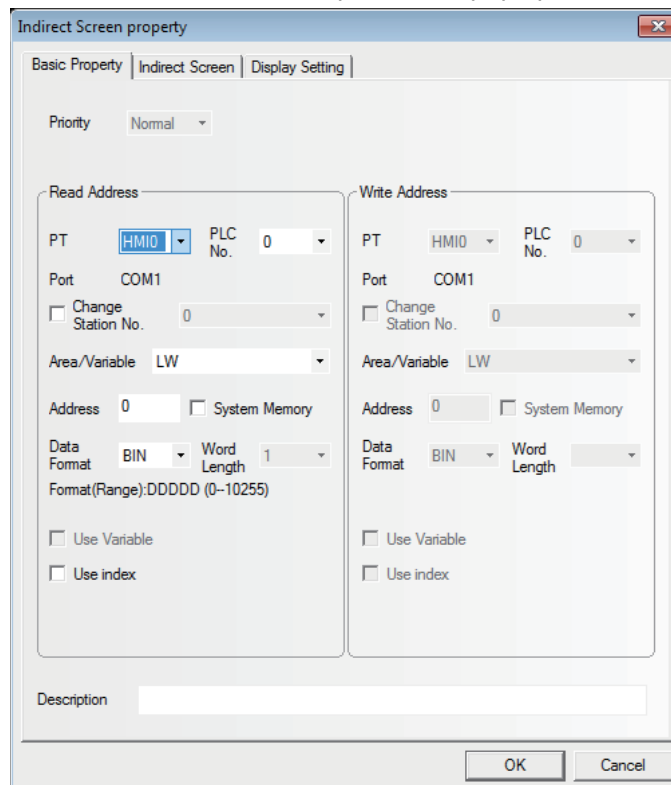 Indirect Screen property
Basic Property Indirect Screen Display Setting
Priority Normal
Read Address
PT HMI0 PLC No. 0
Port COM1
Change Station No. 0
Area/Variable LW
Address 0 System Memory
Data Format BIN Word Length 1
Format(Range):DDDDD (0--10255)
Use Variable
Use index
Write Address
PT HMI0 PLC No. 0
Port COM1
Change Station No. 0
Area/Variable LW
Address 0 System Memory
Data Format BIN Word Length
Use Variable
Use index
Description
OK Cancel